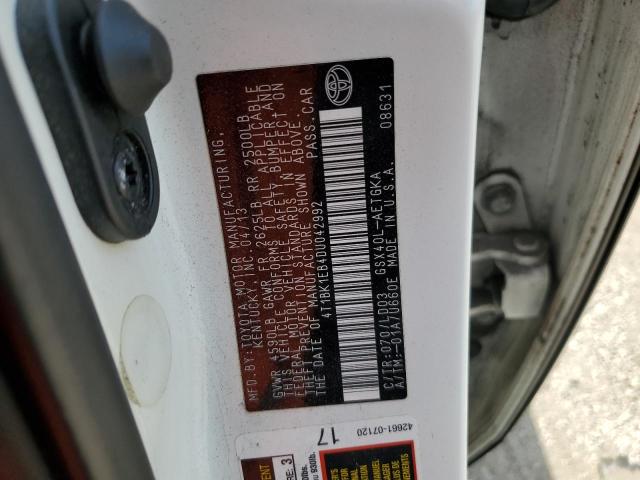 MFD.BY:TOYOTA MOTOR MANUFACTURING,
KENTUCKY, INC. 04/13
GVWR 4590LB GAWR FR 2625LB RR 2500LB
THIS VEHICLE CONFORMS TO ALL APPLICABLE
FEDERAL MOTOR VEHICLE SAFETY BUMPER AND
THEFT PREVENTION STANDARDS IN EFFECT ON
THE DATE OF MANUFACTURE SHOWN ABOVE.
4T1BK1EB4DU042992 PASS.CAR
C/TR:070/LD03 GSX40L-AETGKA
A/TM:-01A/U660E MADE IN U.S.A. 08631
42661-07120
17